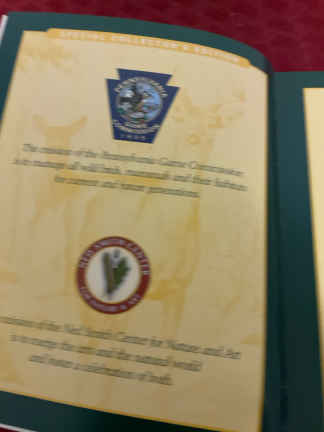 SPECIAL COLLECTOR'S EDITION
PENNSYLVANIA
GAME
COMMISSION
The mission of the Pennsylvania Game Commission
is to manage all wild birds, mammals and their habitats
for current and future generations.
NED SMITH CENTER
FOR NATURE & ART
mission of the Ned Smith Center for Nature and Art
is to merge the arts and the natural world
and a celebration of both.